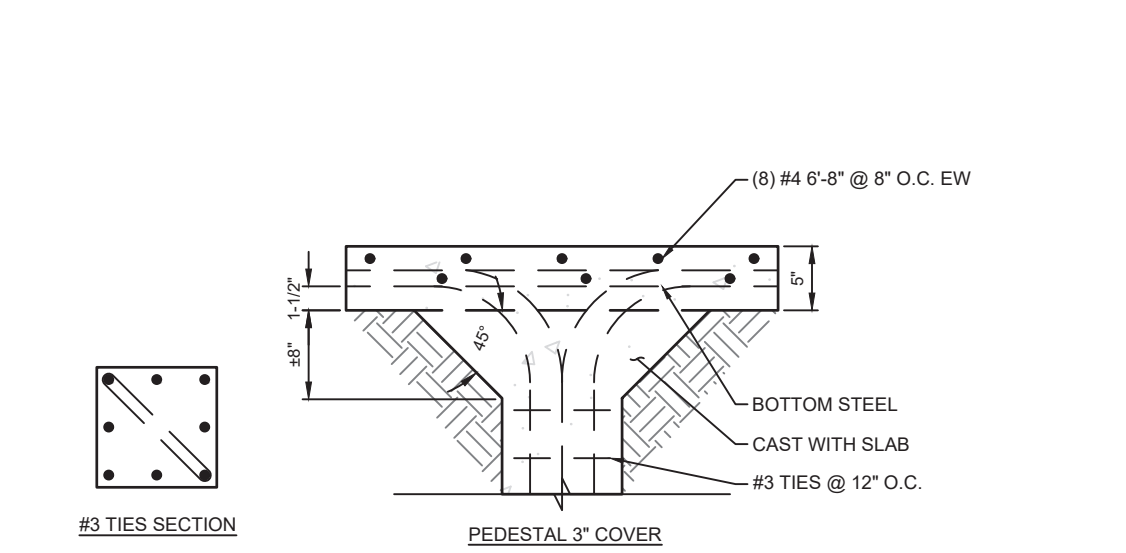 (8) #4 6'-8" @ 8" O.C. EW
5"
1-1/2"
±8"
45°
BOTTOM STEEL
CAST WITH SLAB
#3 TIES @ 12" O.C.
#3 TIES SECTION
PEDESTAL 3" COVER